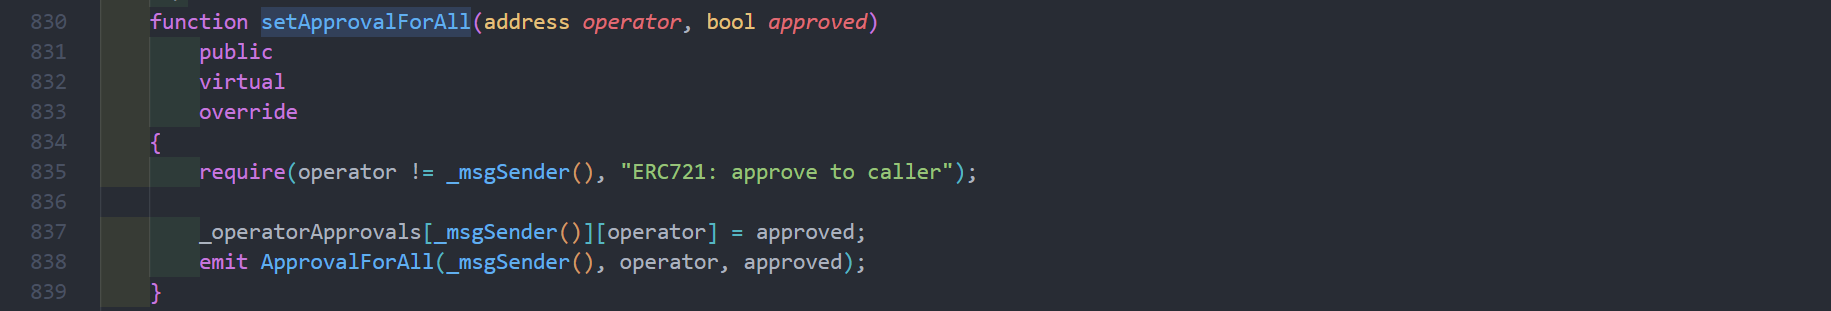 830 function setApprovalForAll(address operator, bool approved)
831 public
832 virtual
833 override
834 {
835 require(operator != _msgSender(), "ERC721: approve to caller");
836
837 _operatorApprovals[_msgSender()][operator] = approved;
838 emit ApprovalForAll(_msgSender(), operator, approved);
839 }